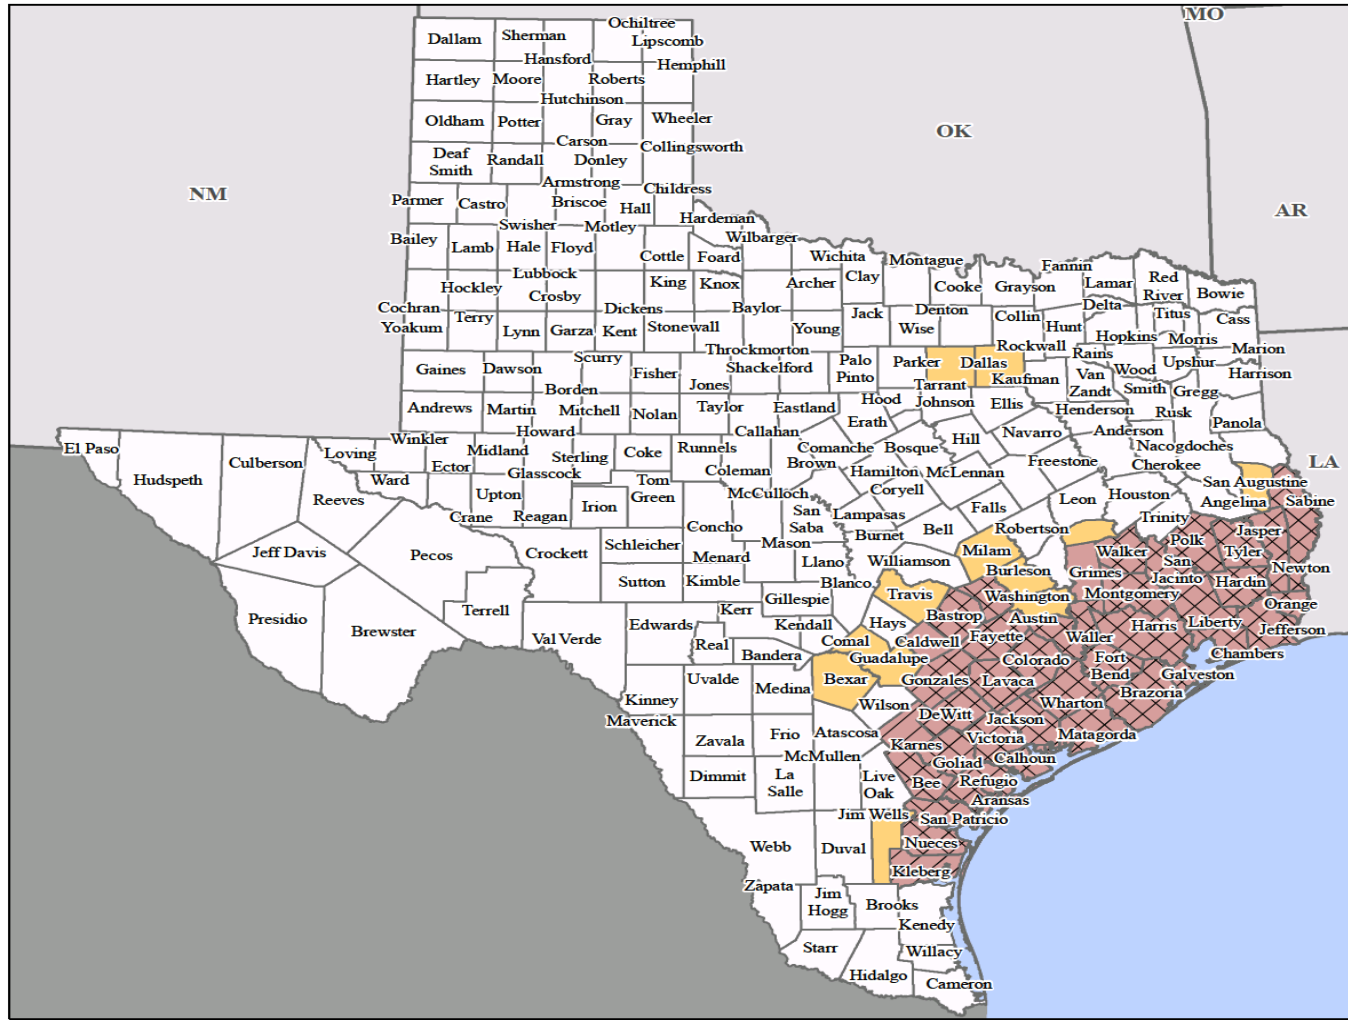 MO
Ochiltree
Dallam
Sherman
Lipscomb
Hansford
Hemphill
Hartley
Moore
Roberts
Hutchinson
Oldham
Potter
Gray
Wheeler
OK
Carson
Collingsworth
Deaf
Smith
Randall
Donley
Armstrong
Childress
NM
Parmer
Castro
Briscoe
Hall
AR
Hardeman
Swisher
Motley
Wilbarger
Bailey
Lamb
Hale
Floyd
Cottle
Foard
Wichita
Montague
Fannin
Lubbock
Clay
Hockley
Crosby
King
Knox
Archer
Cooke
Grayson
Lamar
Red
River
Bowie
Cochran
Dickens
Baylor
Jack
Denton
Collin
Delta
Titus
Cass
Yoakum
Terry
Lynn
Garza
Kent
Stonewall
Young
Wise
Hunt
Hopkins
Morris
Throckmorton
Rockwall
Rains
Marion
Gaines
Dawson
Scurry
Fisher
Shackelford
Palo
Pinto
Parker
Dallas
Van
Zandt
Wood
Upshur
Harrison
Borden
Jones
Tarrant
Kaufman
Smith
Gregg
Andrews
Martin
Mitchell
Nolan
Taylor
Eastland
Hood
Johnson
Ellis
Henderson
Rusk
Panola
Howard
Callahan
Erath
Navarro
Anderson
El Paso
Winkler
Loving
Midland
Sterling
Coke
Runnels
Comanche
Bosque
Hill
Nacogdoches
Hudspeth
Culberson
Ector
Glasscock
Coleman
Brown
Hamilton
McLennan
Freestone
Cherokee
LA
Reeves
Ward
Upton
Tom
Green
McCulloch
Coryell
San Augustine
Crane
Reagan
Irion
San
Saba
Lampasas
Falls
Leon
Houston
Angelina
Sabine
Concho
Burnet
Bell
Robertson
Trinity
Jeff Davis
Pecos
Crockett
Schleicher
Menard
Mason
Llano
Williamson
Milam
Walker
Polk
Jasper
Tyler
Sutton
Kimble
Blanco
Burleson
Grimes
San
Jacinto
Newton
Presidio
Brewster
Terrell
Gillespie
Travis
Washington
Montgomery
Hardin
Orange
Val Verde
Edwards
Kerr
Kendall
Hays
Bastrop
Austin
Harris
Liberty
Jefferson
Real
Bandera
Comal
Caldwell
Fayette
Waller
Chambers
Uvalde
Medina
Bexar
Guadalupe
Gonzales
Colorado
Lavaca
Fort
Bend
Galveston
Kinney
Wilson
Wharton
Brazoria
Maverick
Zavala
Frio
Atascosa
DeWitt
Jackson
Matagorda
McMullen
Karnes
Victoria
Goliad
Calhoun
Dimmit
La
Salle
Live
Oak
Bee
Refugio
Aransas
Jim Wells
San Patricio
Webb
Duval
Nueces
Kleberg
Zapata
Jim
Hogg
Brooks
Kenedy
Starr
Willacy
Hidalgo
Cameron